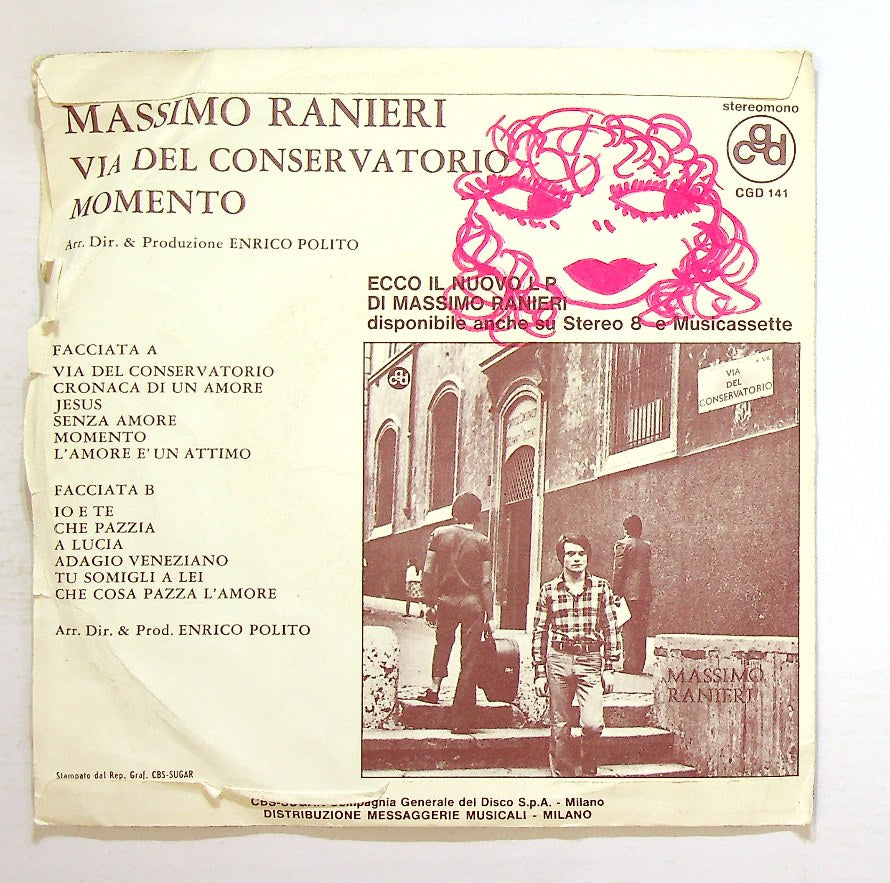 MASSIMO RANIERI
VIA DEL CONSERVATORIO
MOMENTO
Arr. Dir. & Produzione ENRICO POLITO
stereomono
cgd
CGD 141
ECCO IL NUOVO L P
DI MASSIMO RANIERI
disponibile anche su Stereo 8 e Musicassette
FACCIATA A
VIA DEL CONSERVATORIO
CRONACA DI UN AMORE
JESUS
SENZA AMORE
MOMENTO
L'AMORE E' UN ATTIMO
FACCIATA B
IO E TE
CHE PAZZIA
A LUCIA
ADAGIO VENEZIANO
TU SOMIGLI A LEI
CHE COSA PAZZA L'AMORE
Arr. Dir. & Prod. ENRICO POLITO
cgd
VIA
DEL
CONSERVATORIO
MASSIMO
RANIERI
Stampato dal Rep. Graf. CBS-SUGAR
CBS-SUGAR Compagnia Generale del Disco S.p.A. - Milano
DISTRIBUZIONE MESSAGGERIE MUSICALI - MILANO